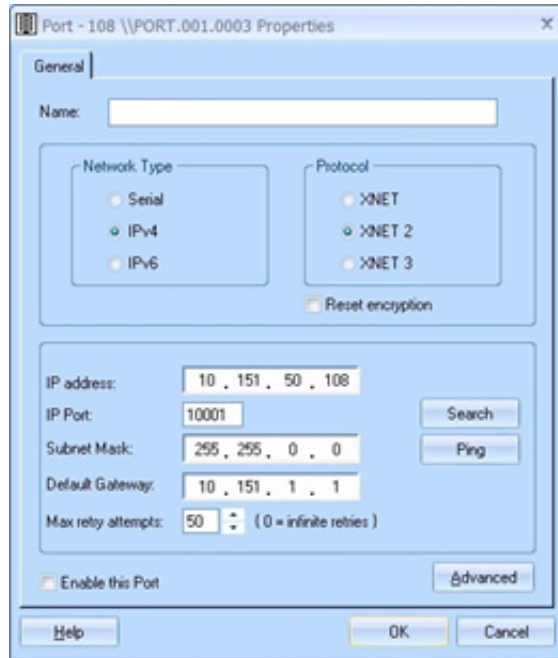 Port - 108 \\PORT.001.0003 Properties
General
Name:
Network Type
Serial
IPv4
IPv6
Protocol
XNET
XNET 2
XNET 3
Reset encryption
IP address: 10 . 151 . 50 . 108
IP Port: 10001
Search
Subnet Mask: 255 . 255 . 0 . 0
Ping
Default Gateway: 10 . 151 . 1 . 1
Max retry attempts: 50 ( 0 = infinite retries )
Enable this Port
Advanced
Help
OK
Cancel